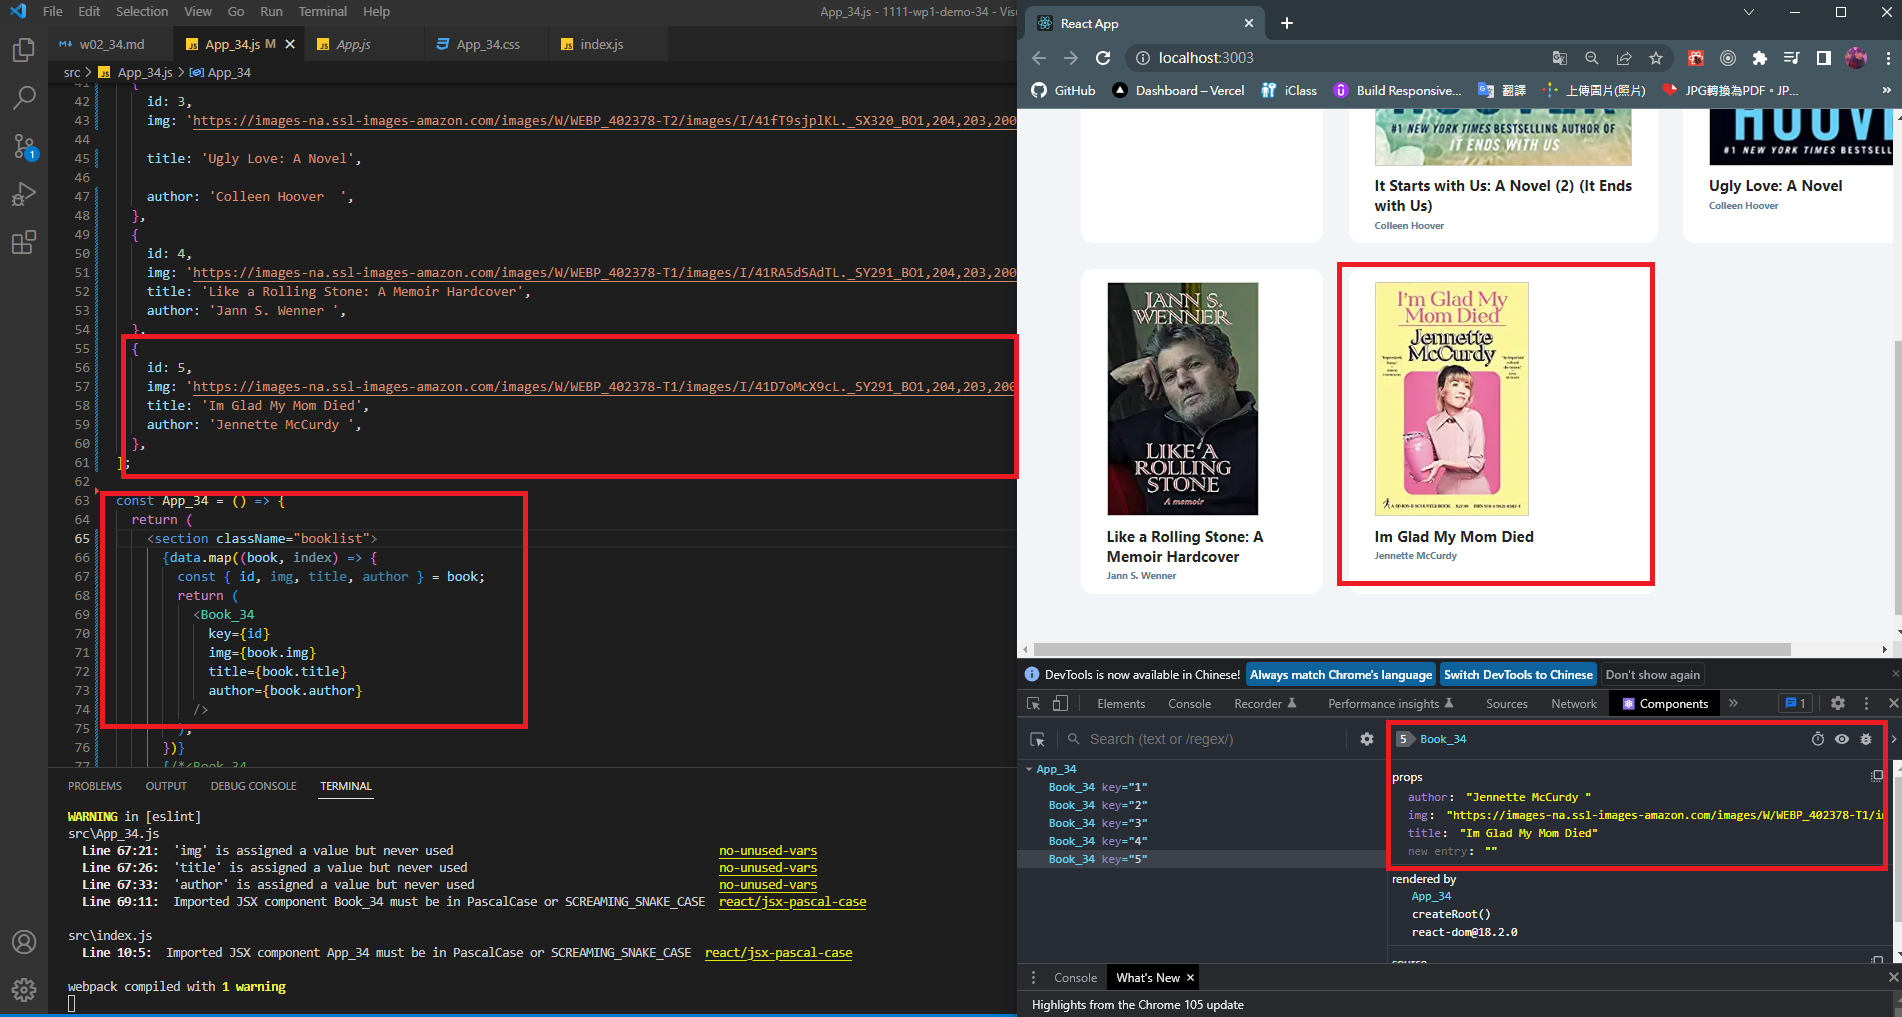 File Edit Selection View Go Run Terminal Help
App_34.js - 1111-wp1-demo-34 - Visu
w02_34.md
App_34.js M
App.js
App_34.css
index.js
src > App_34.js > App_34
41 {
42 id: 3,
43 img: 'https://images-na.ssl-images-amazon.com/images/W/WEBP_402378-T2/images/I/41fT9sjplKL._SX320_BO1,204,203,200
44
45 title: 'Ugly Love: A Novel',
46
47 author: 'Colleen Hoover  ',
48 },
49 {
50 id: 4,
51 img: 'https://images-na.ssl-images-amazon.com/images/W/WEBP_402378-T1/images/I/41RA5dSAdTL._SY291_BO1,204,203,200
52 title: 'Like a Rolling Stone: A Memoir Hardcover',
53 author: 'Jann S. Wenner ',
54 },
55 {
56 id: 5,
57 img: 'https://images-na.ssl-images-amazon.com/images/W/WEBP_402378-T1/images/I/41D7oMcX9cL._SY291_BO1,204,203,200
58 title: 'Im Glad My Mom Died',
59 author: 'Jennette McCurdy ',
60 },
61 ];
62
63 const App_34 = () => {
64 return (
65 <section className="booklist">
66 {data.map((book, index) => {
67 const { id, img, title, author } = book;
68 return (
69 <Book_34
70 key={id}
71 img={book.img}
72 title={book.title}
73 author={book.author}
74 />
75 );
76 })}
77 {/*<Book_34
PROBLEMS OUTPUT DEBUG CONSOLE TERMINAL
WARNING in [eslint]
src\App_34.js
Line 67:21: 'img' is assigned a value but never used no-unused-vars
Line 67:26: 'title' is assigned a value but never used no-unused-vars
Line 67:33: 'author' is assigned a value but never used no-unused-vars
Line 69:11: Imported JSX component Book_34 must be in PascalCase or SCREAMING_SNAKE_CASE react/jsx-pascal-case
src\index.js
Line 10:5: Imported JSX component App_34 must be in PascalCase or SCREAMING_SNAKE_CASE react/jsx-pascal-case
webpack compiled with 1 warning
1
React App
localhost:3003
GitHub
Dashboard – Vercel
iClass
Build Responsive...
翻譯
上傳圖片(照片)
JPG轉換為PDF。JP...
»
#1 NEW YORK TIMES BESTSELLING AUTHOR OF
IT ENDS WITH US
It Starts with Us: A Novel (2) (It Ends
with Us)
Colleen Hoover
HOOVE
#1 NEW YORK TIMES BESTSEL
Ugly Love: A Novel
Colleen Hoover
JANN S.
WENNER
LIKE A
ROLLING
STONE
A memoir
Like a Rolling Stone: A
Memoir Hardcover
Jann S. Wenner
I'm Glad My
Mom Died
Jennette
McCurdy
Im Glad My Mom Died
Jennette McCurdy
DevTools is now available in Chinese! Always match Chrome's language Switch DevTools to Chinese Don't show again
Elements Console Recorder Performance insights Sources Network Components » 1
Search (text or /regex/)
App_34
Book_34 key="1"
Book_34 key="2"
Book_34 key="3"
Book_34 key="4"
Book_34 key="5"
5 Book_34
props
author: "Jennette McCurdy "
img: "https://images-na.ssl-images-amazon.com/images/W/WEBP_402378-T1/i
title: "Im Glad My Mom Died"
new entry: ""
rendered by
App_34
createRoot()
react-dom@18.2.0
source
Console What's New
Highlights from the Chrome 105 update